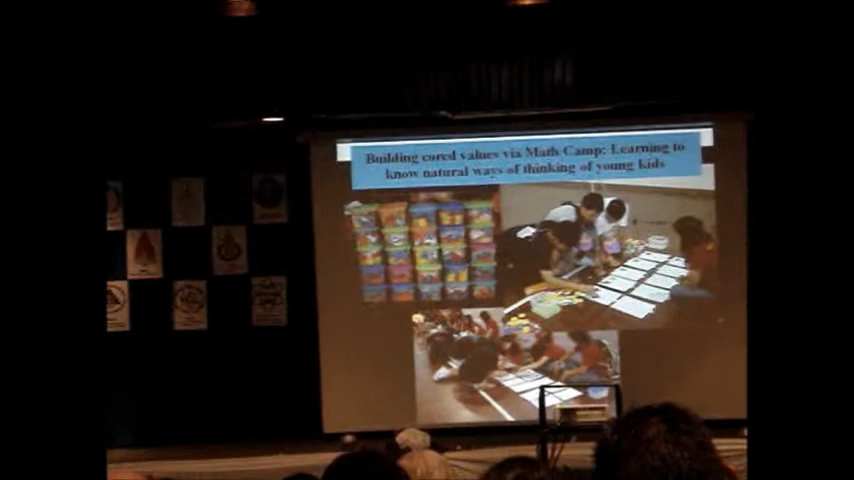 Building cored values via Math Camp: Learning to
know natural ways of thinking of young kids